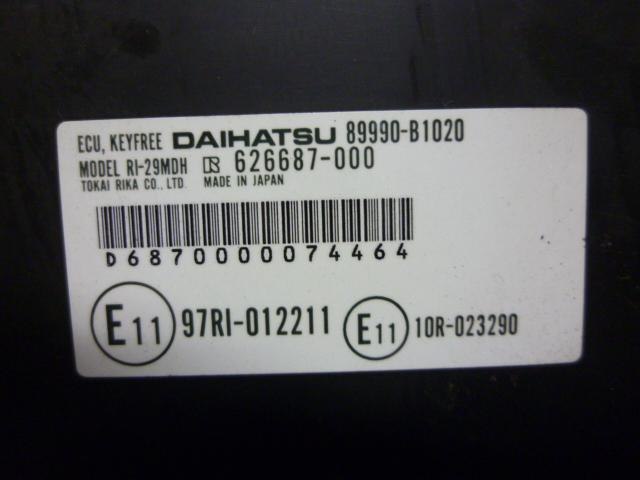 ECU, KEYFREE DAIHATSU 89990-B1020
MODEL RI-29MDH R 626687-000
TOKAI RIKA CO., LTD. MADE IN JAPAN
D6870000074464
E11 97RI-012211 E11 10R-023290